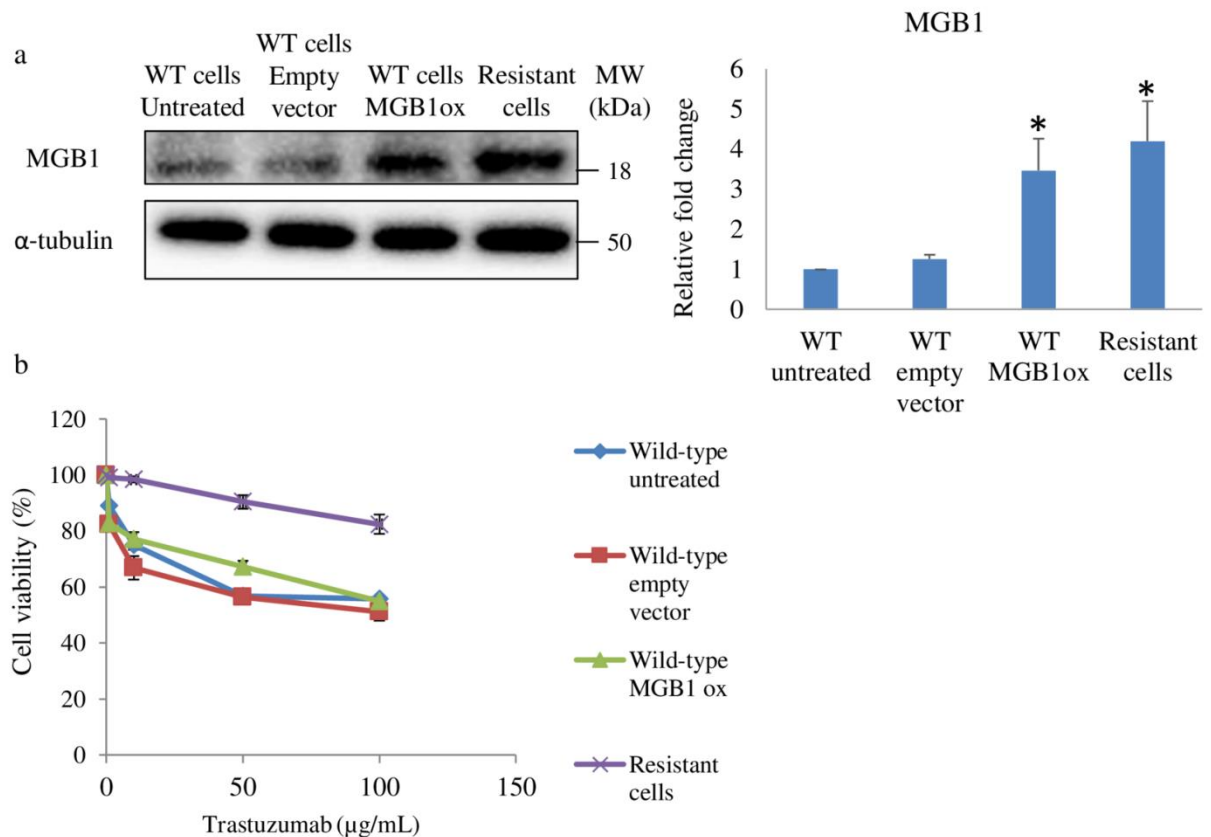 a
WT cells
Untreated
WT cells
Empty
vector
WT cells
MGB1ox
Resistant
cells
MW
(kDa)
MGB1
18
α-tubulin
50
MGB1
Relative fold change
6
5
4
3
2
1
0
*
*
WT
untreated
WT
empty
vector
WT
MGB1ox
Resistant
cells
b
Cell viability (%)
120
100
80
60
40
20
0
0
50
100
150
Trastuzumab (µg/mL)
Wild-type
untreated
Wild-type
empty
vector
Wild-type
MGB1 ox
Resistant
cells